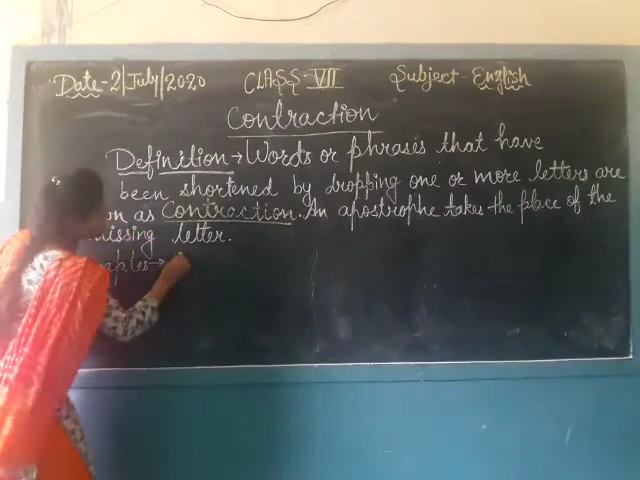 Date-2/July/2020 CLASS-VII Subject-English
Contraction
Definition→Words or phrases that have
been shortened by dropping one or more letters are
as Contraction. An apostrophe takes the place of the
missing letter.